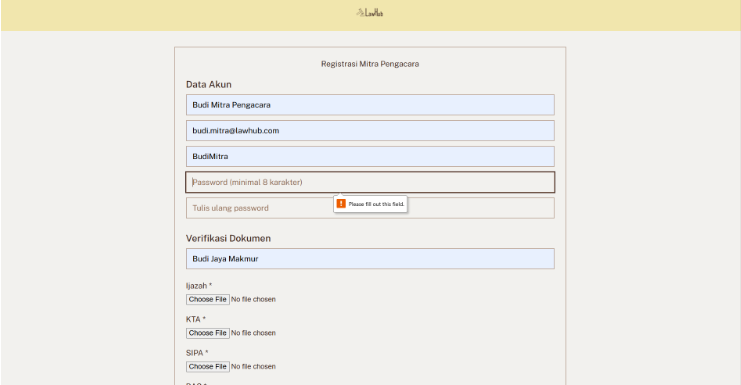 LawHub
Registrasi Mitra Pengacara
Data Akun
Budi Mitra Pengacara
budi.mitra@lawhub.com
BudiMitra
Password (minimal 8 karakter)
! Please fill out this field.
Tulis ulang password
Verifikasi Dokumen
Budi Jaya Makmur
Ijazah *
Choose File No file chosen
KTA *
Choose File No file chosen
SIPA *
Choose File No file chosen